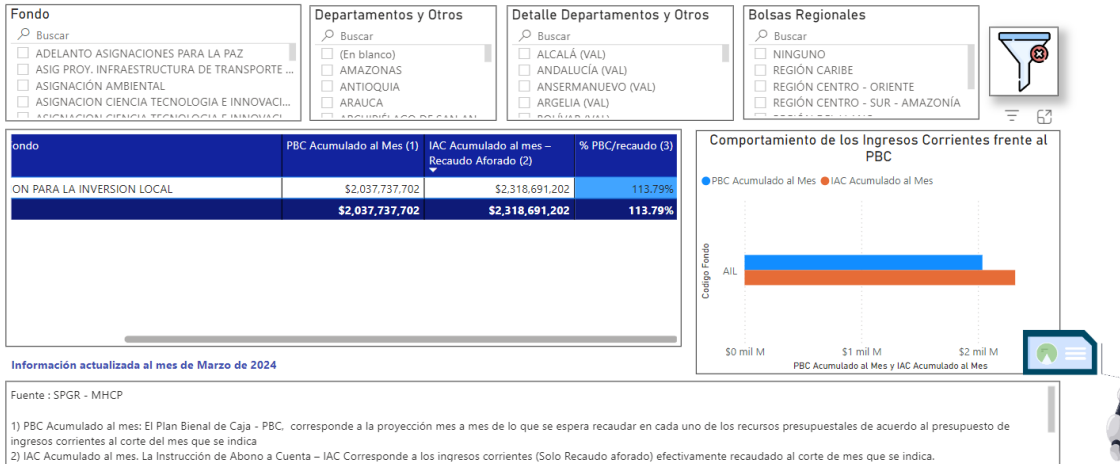 Fondo
Buscar
ADELANTO ASIGNACIONES PARA LA PAZ
ASIG PROY. INFRAESTRUCTURA DE TRANSPORTE ...
ASIGNACIÓN AMBIENTAL
ASIGNACION CIENCIA TECNOLOGIA E INNOVACI...
ASIGNACION CIENCIA TECNOLOGIA E INNOVACI...
Departamentos y Otros
Buscar
(En blanco)
AMAZONAS
ANTIOQUIA
ARAUCA
ARCHIPIÉLAGO DE SAN AN...
Detalle Departamentos y Otros
Buscar
ALCALÁ (VAL)
ANDALUCÍA (VAL)
ANSERMANUEVO (VAL)
ARGELIA (VAL)
BOLÍVAR (VAL)
Bolsas Regionales
Buscar
NINGUNO
REGIÓN CARIBE
REGIÓN CENTRO - ORIENTE
REGIÓN CENTRO - SUR - AMAZONÍA
ondo PBC Acumulado al Mes (1) IAC Acumulado al mes – % PBC/recaudo (3)
Recaudo Aforado (2)
ON PARA LA INVERSION LOCAL $2,037,737,702 $2,318,691,202 113.79%
$2,037,737,702 $2,318,691,202 113.79%
Comportamiento de los Ingresos Corrientes frente al
PBC
PBC Acumulado al Mes IAC Acumulado al Mes
Codigo Fondo
AIL
$0 mil M $1 mil M $2 mil M
PBC Acumulado al Mes y IAC Acumulado al Mes
Información actualizada al mes de Marzo de 2024
Fuente : SPGR - MHCP
1) PBC Acumulado al mes: El Plan Bienal de Caja - PBC, corresponde a la proyección mes a mes de lo que se espera recaudar en cada uno de los recursos presupuestales de acuerdo al presupuesto de
ingresos corrientes al corte del mes que se indica
2) IAC Acumulado al mes. La Instrucción de Abono a Cuenta – IAC Corresponde a los ingresos corrientes (Solo Recaudo aforado) efectivamente recaudado al corte de mes que se indica.